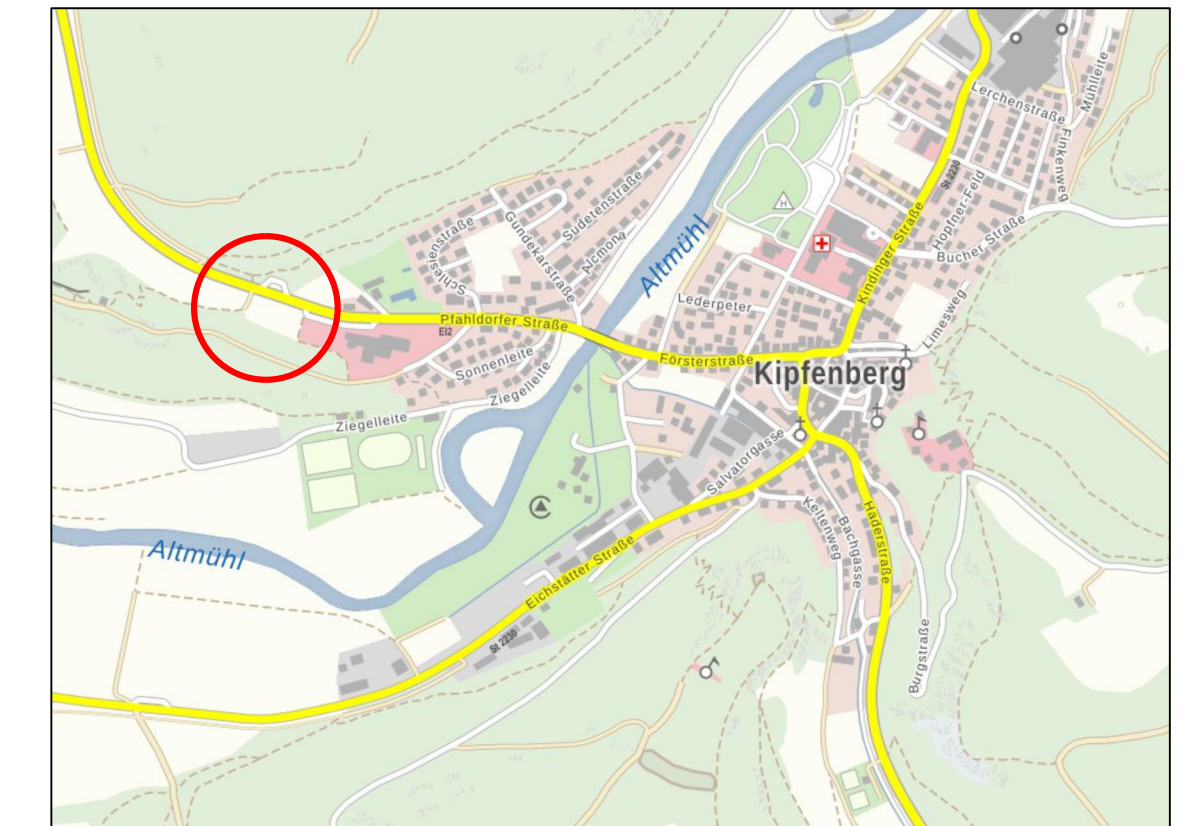 Lerchenstraße
Mühlleite
Finkenweg
St 2230
Hopfner-Feld
Bucher Straße
Kindinger Straße
H
Altmühl
Sudetenstraße
Gundekarstraße
Schlesienstraße
Alcmona
Lederpeter
Limesweg
Pfahldorfer Straße
EI2
Försterstraße
Kipfenberg
Sonnenleite
Ziegelleite
Ziegelleite
Salvatorgasse
Keltenweg
Bachgasse
Haderstraße
Altmühl
Eichstätter Straße
St 2230
Burgstraße